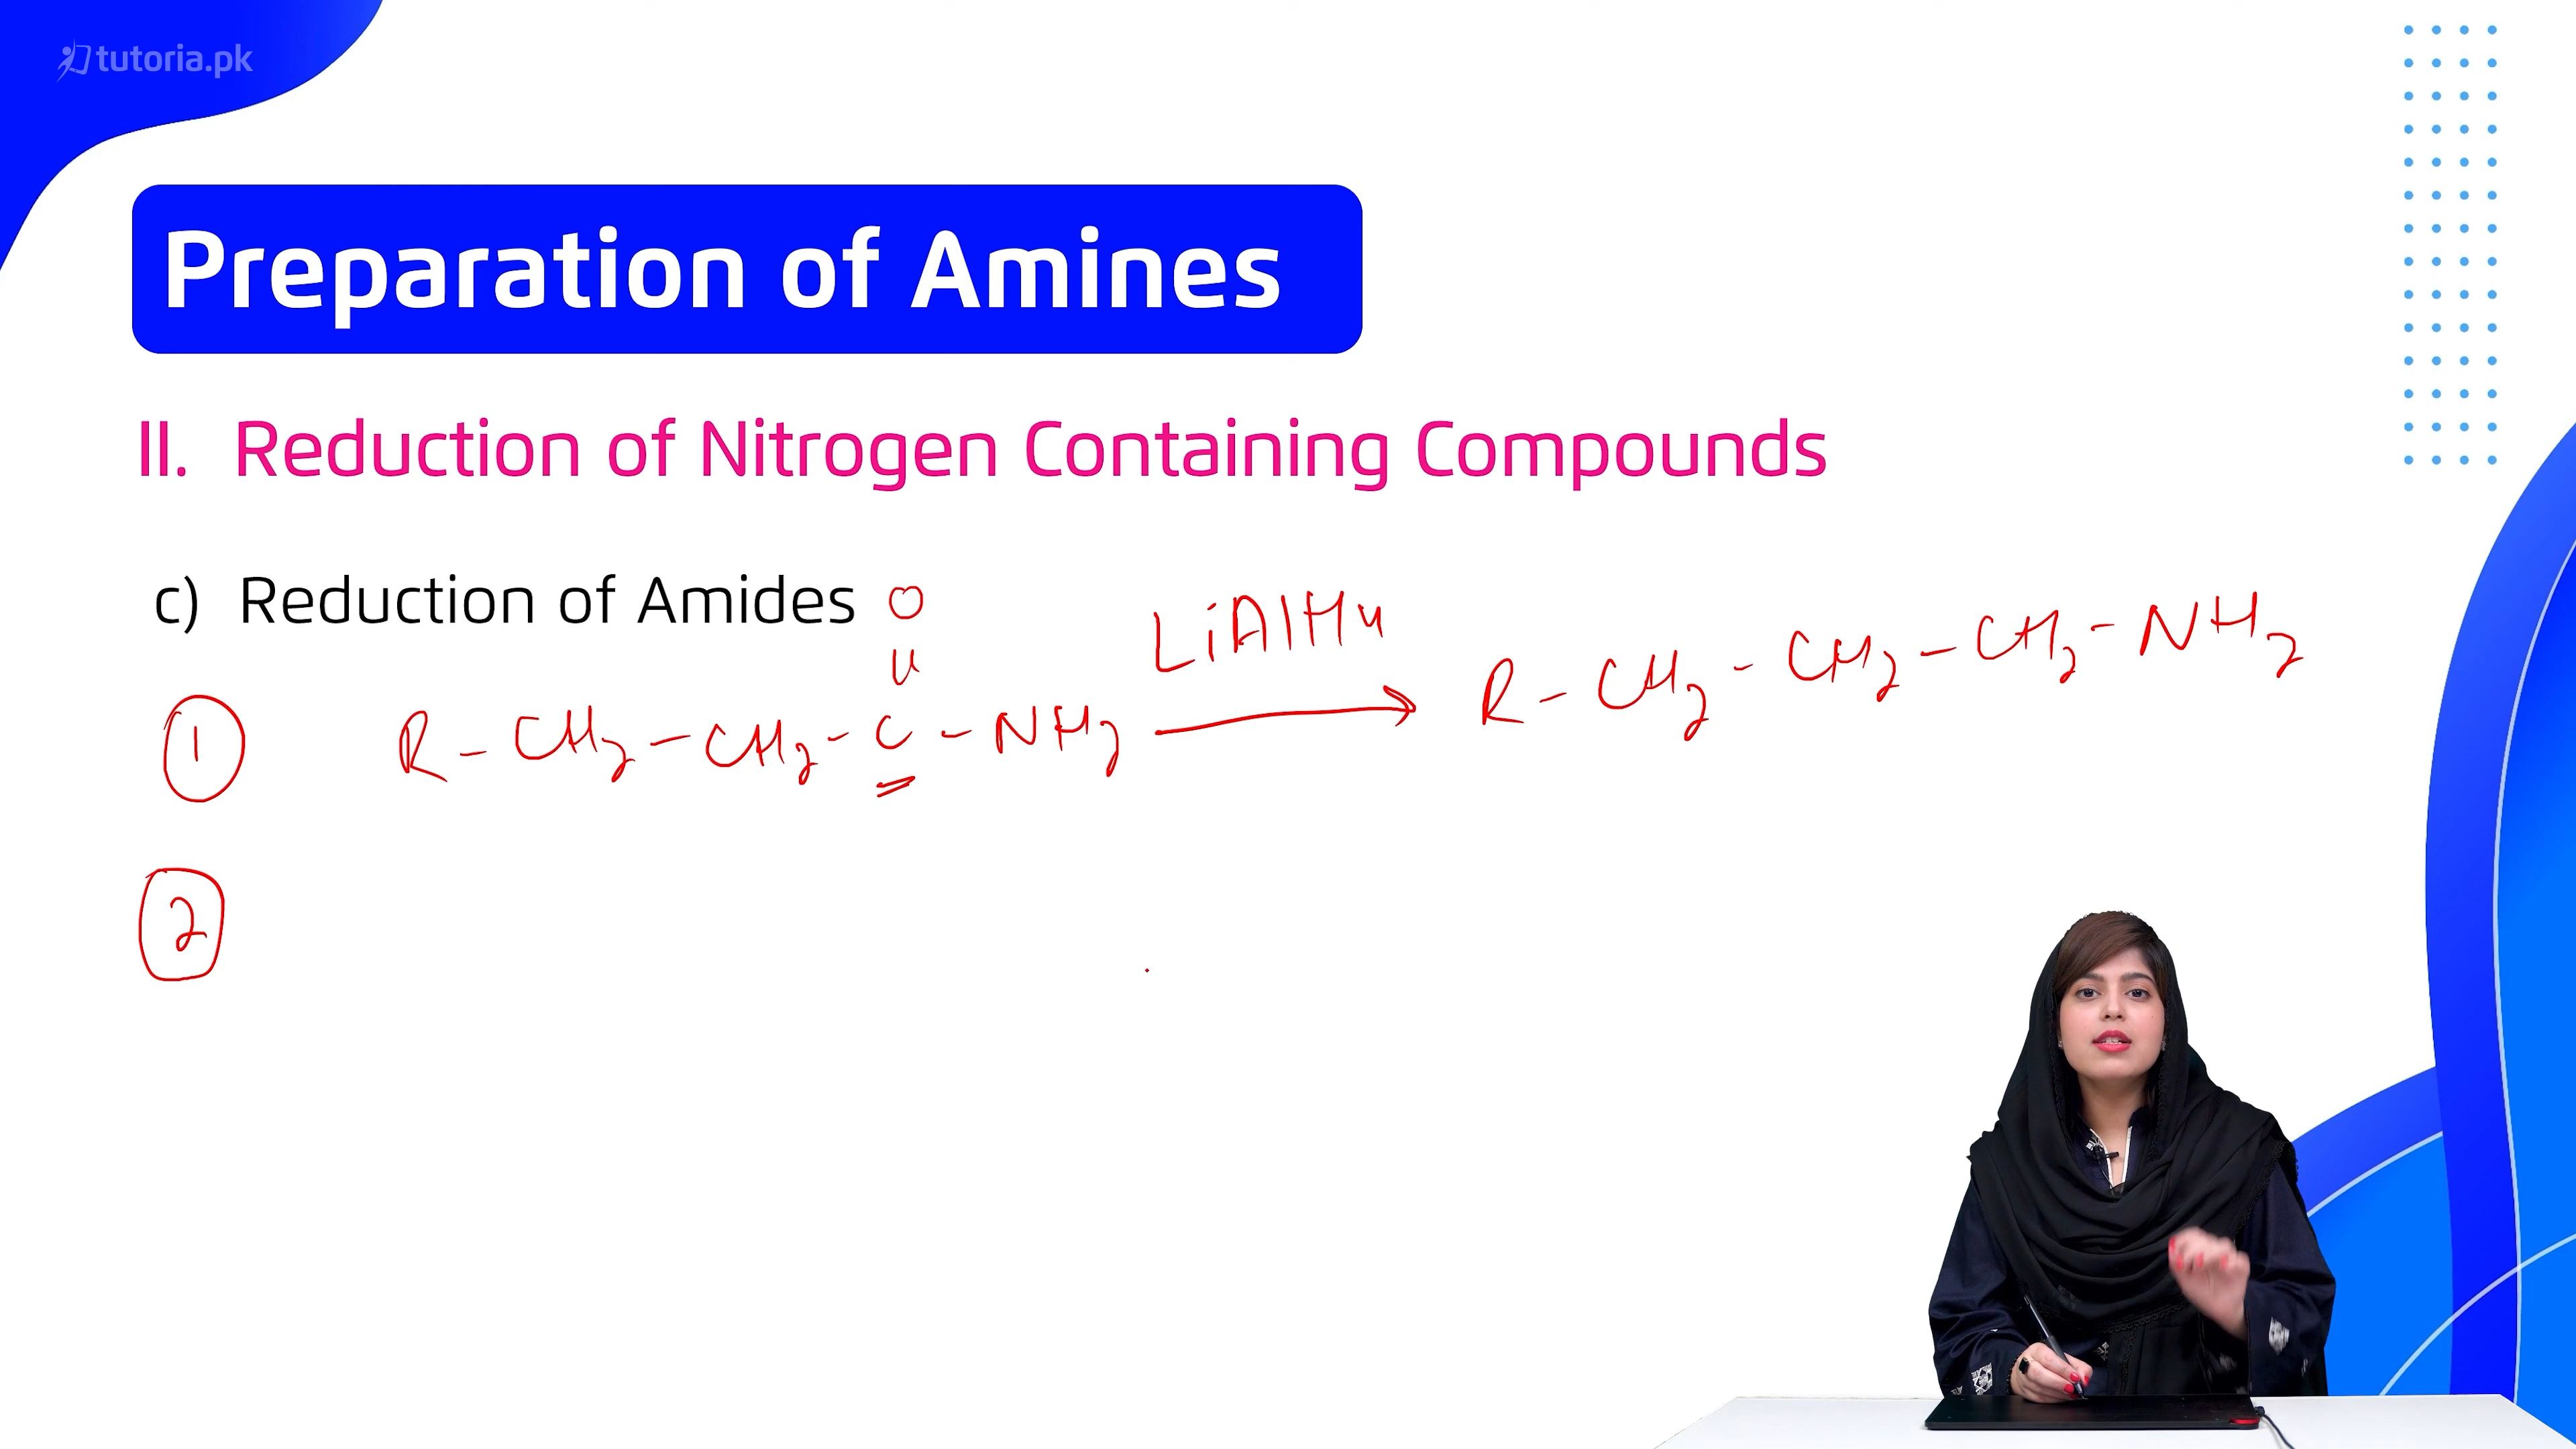 tutoria.pk
Preparation of Amines
II. Reduction of Nitrogen Containing Compounds
c) Reduction of Amides
O
॥
1 R - CH2 - CH2 - C - NH2 LiAlH4 → R - CH2 - CH2 - CH2 - NH2
2